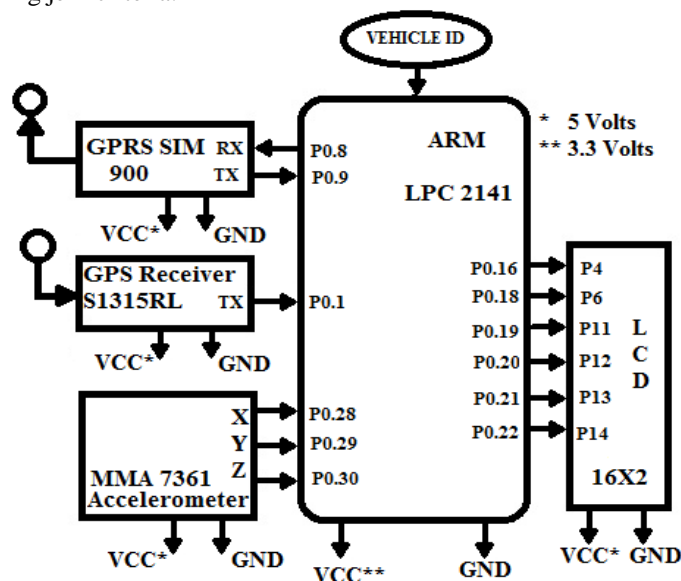 VEHICLE ID
* 5 Volts
** 3.3 Volts
GPRS SIM
900
RX
TX
VCC*
GND
GPS Receiver
S1315RL
TX
VCC*
GND
X
Y
Z
MMA 7361
Accelerometer
VCC*
GND
ARM
LPC 2141
P0.8
P0.9
P0.1
P0.28
P0.29
P0.30
P0.16
P0.18
P0.19
P0.20
P0.21
P0.22
VCC**
GND
P4
P6
P11
P12
P13
P14
L
C
D
16X2
VCC*
GND